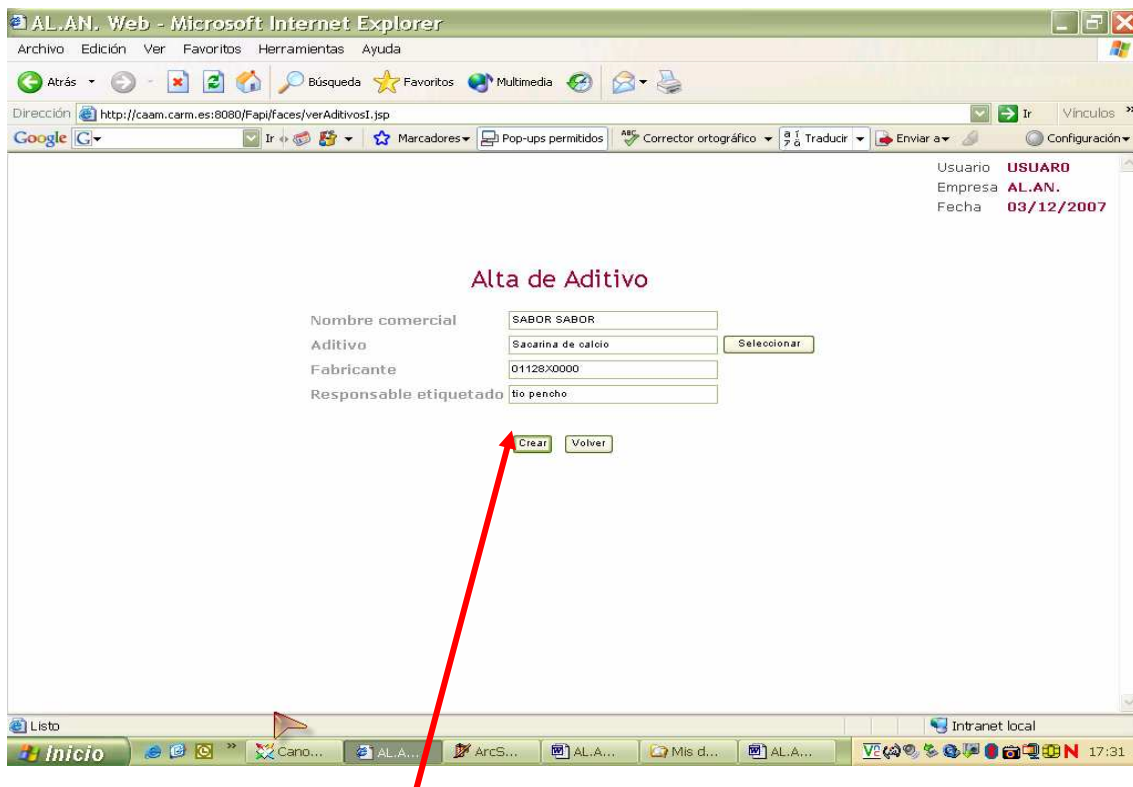 AL.AN. Web - Microsoft Internet Explorer
Archivo Edición Ver Favoritos Herramientas Ayuda
Atrás Búsqueda Favoritos Multimedia
Dirección http://caam.carm.es:8080/Fapi/faces/verAditivosI.jsp Ir Vínculos »
Google G Ir Marcadores Pop-ups permitidos ABC Corrector ortográfico Traducir Enviar a Configuración
Usuario USUAR0
Empresa AL.AN.
Fecha 03/12/2007
Alta de Aditivo
Nombre comercial SABOR SABOR
Aditivo Sacarina de calcio Seleccionar
Fabricante 01128X0000
Responsable etiquetado tio pencho
Crear Volver
Listo Intranet local
Inicio » Cano... AL.A... ArcS... AL.A... Mis d... AL.A... N 17:31